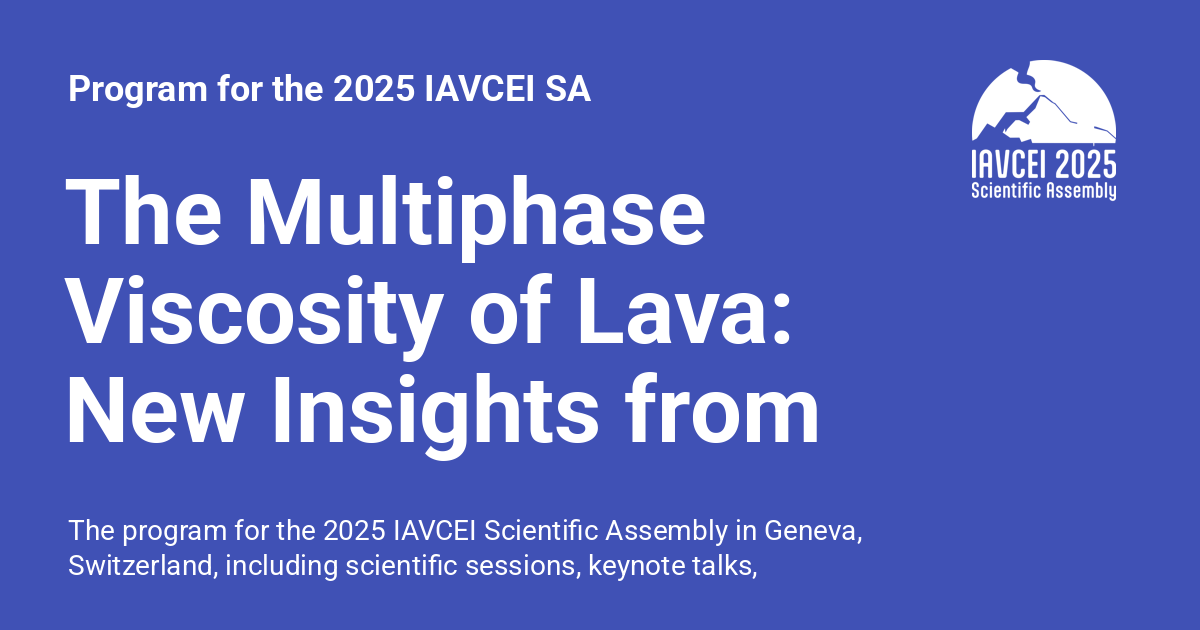 Program for the 2025 IAVCEI SA
IAVCEI 2025
Scientific Assembly
The Multiphase
Viscosity of Lava:
New Insights from
The program for the 2025 IAVCEI Scientific Assembly in Geneva,
Switzerland, including scientific sessions, keynote talks,